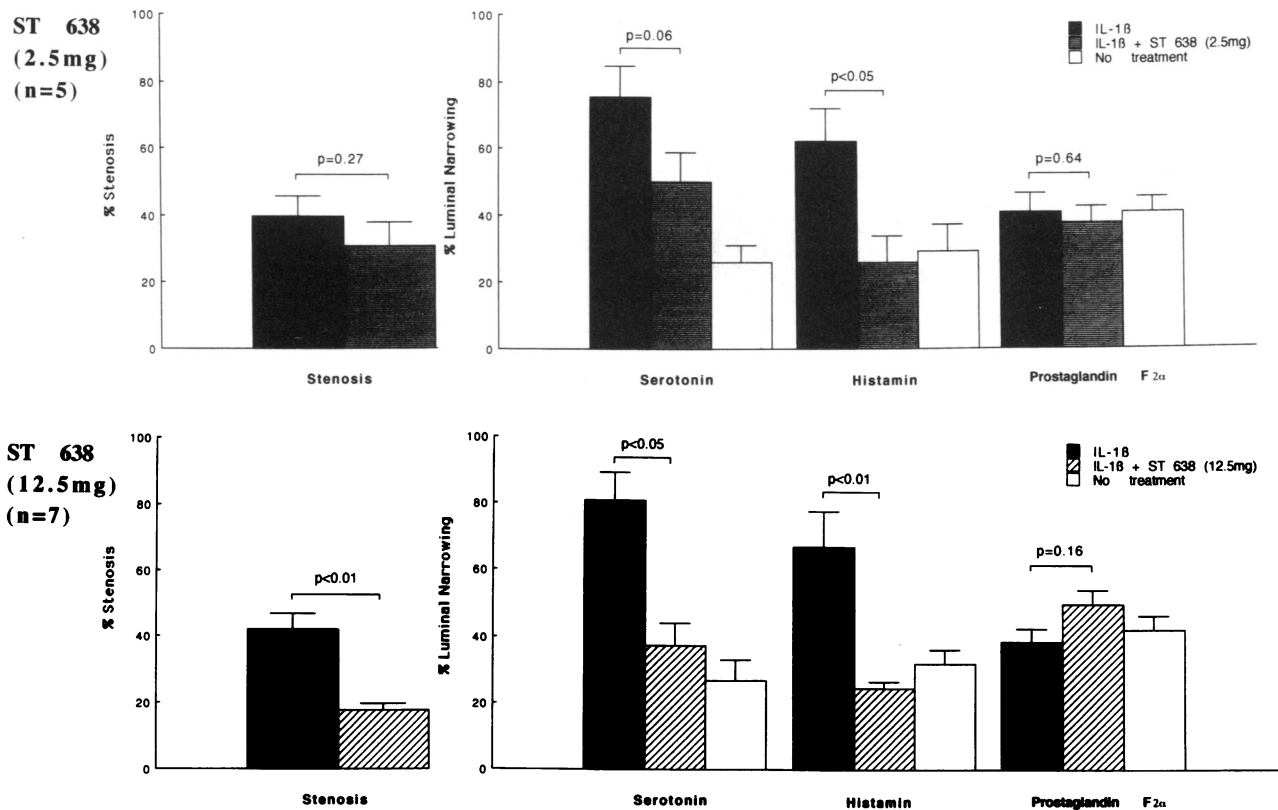 ST 638
(2.5mg)
(n=5)
% Stenosis
100
80
60
40
20
0
p=0.27
Stenosis
% Luminal Narrowing
100
80
60
40
20
0
p=0.06
p<0.05
p=0.64
IL-1ß
IL-1ß + ST 638 (2.5mg)
No treatment
Serotonin
Histamin
Prostaglandin F 2α
ST 638
(12.5mg)
(n=7)
% Stenosis
100
80
60
40
20
0
p<0.01
Stenosis
% Luminal Narrowing
100
80
60
40
20
0
p<0.05
p<0.01
p=0.16
IL-1ß
IL-1ß + ST 638 (12.5mg)
No treatment
Serotonin
Histamin
Prostaglandin F 2α